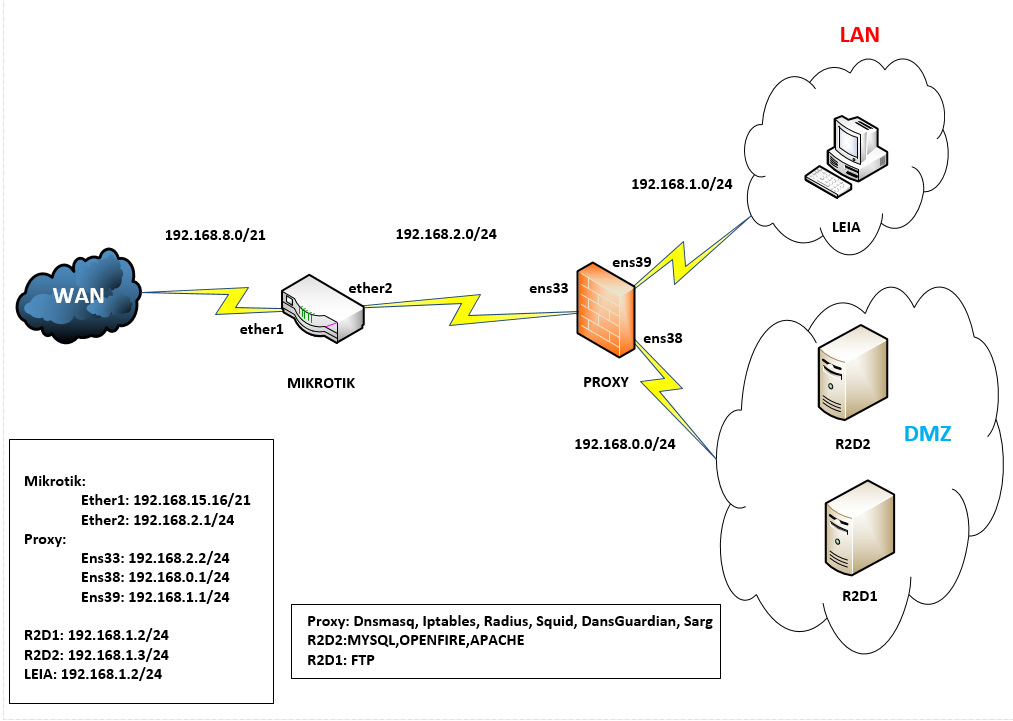 LAN
LEIA
192.168.1.0/24
192.168.8.0/21
192.168.2.0/24
WAN
ether1
ether2
MIKROTIK
ens33
ens39
ens38
PROXY
192.168.0.0/24
R2D2
DMZ
R2D1
Mikrotik:
Ether1: 192.168.15.16/21
Ether2: 192.168.2.1/24
Proxy:
Ens33: 192.168.2.2/24
Ens38: 192.168.0.1/24
Ens39: 192.168.1.1/24
R2D1: 192.168.1.2/24
R2D2: 192.168.1.3/24
LEIA: 192.168.1.2/24
Proxy: Dnsmasq, Iptables, Radius, Squid, DansGuardian, Sarg
R2D2:MYSQL,OPENFIRE,APACHE
R2D1: FTP